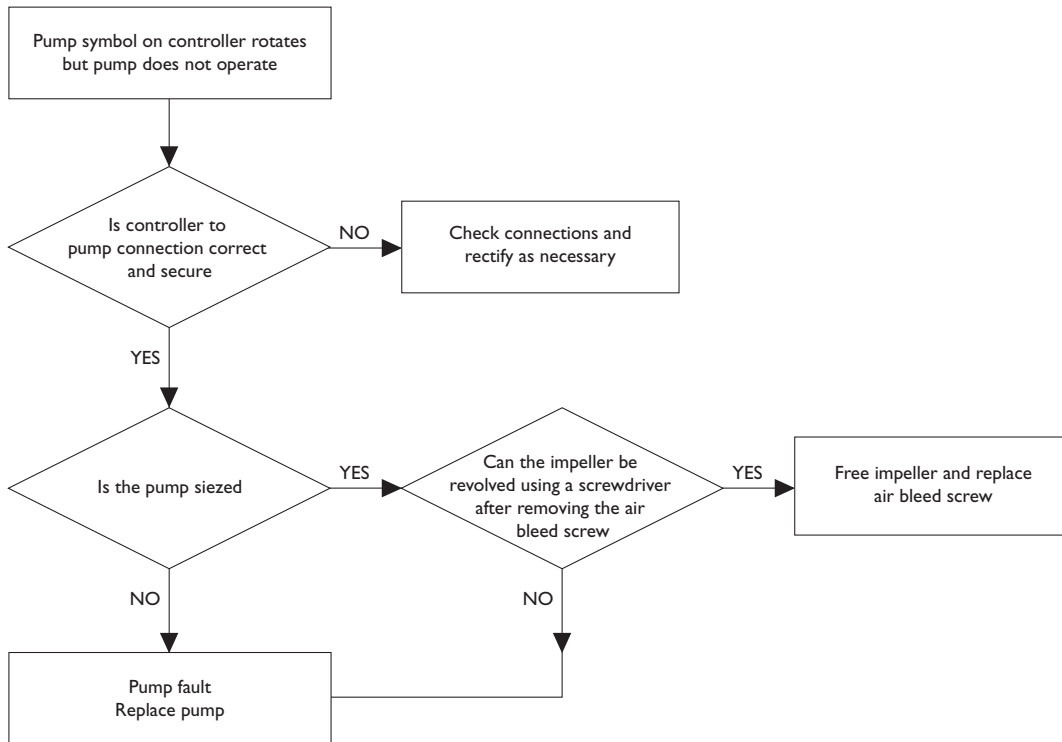 Pump symbol on controller rotates
but pump does not operate
Is controller to
pump connection correct
and secure
NO
Check connections and
rectify as necessary
YES
Is the pump siezed
YES
Can the impeller be
revolved using a screwdriver
after removing the air
bleed screw
YES
Free impeller and replace
air bleed screw
NO
NO
Pump fault
Replace pump